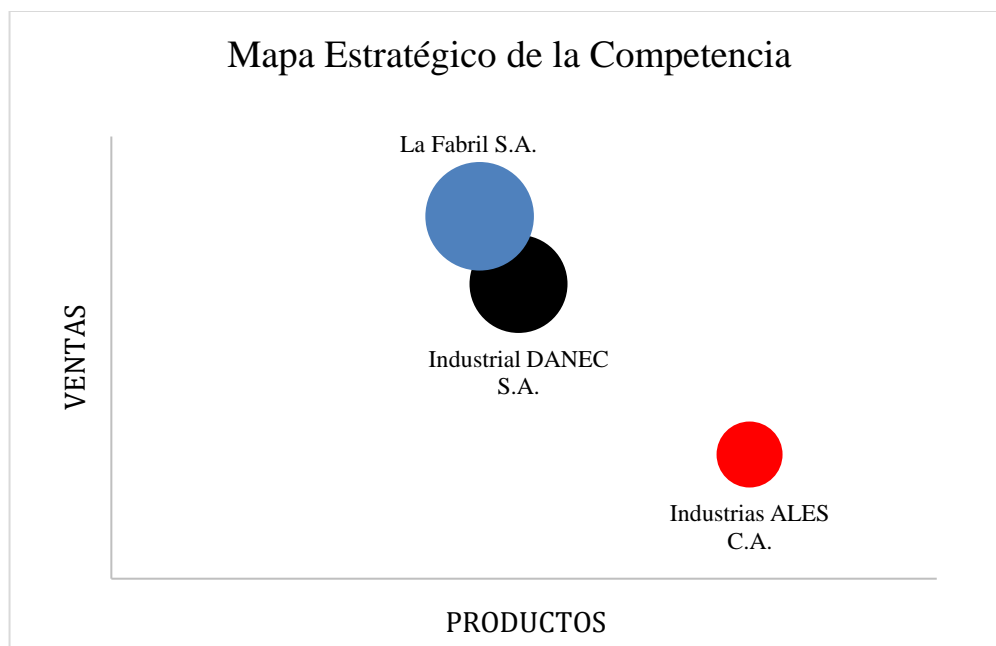 Mapa Estratégico de la Competencia
La Fabril S.A.
Industrial DANEC
S.A.
VENTAS
Industrias ALES
C.A.
PRODUCTOS